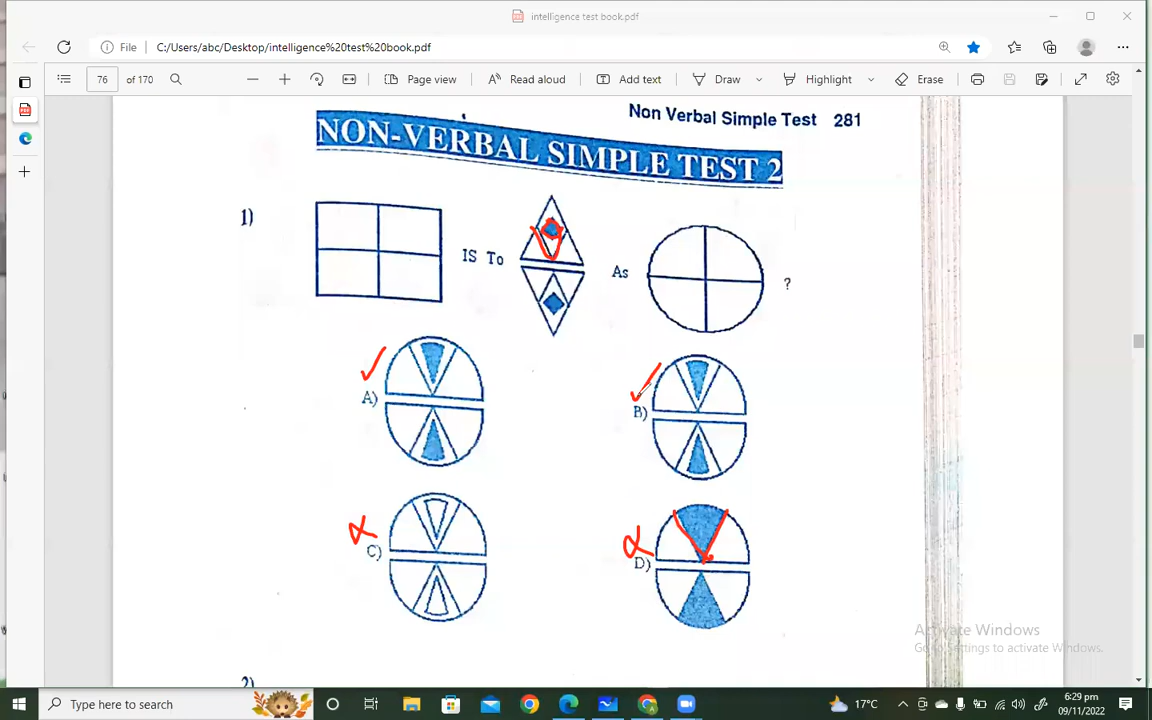 intelligence test book.pdf
File C:/Users/abc/Desktop/intelligence%20test%20book.pdf
76 of 170 Page view Read aloud Add text Draw Highlight Erase
Non Verbal Simple Test 281
NON-VERBAL SIMPLE TEST 2
1)
IS To
As
?
A)
B)
C)
D)
2)
Activate Windows
Go to Settings to activate Windows.
Type here to search
17°C
6:29 pm
09/11/2022